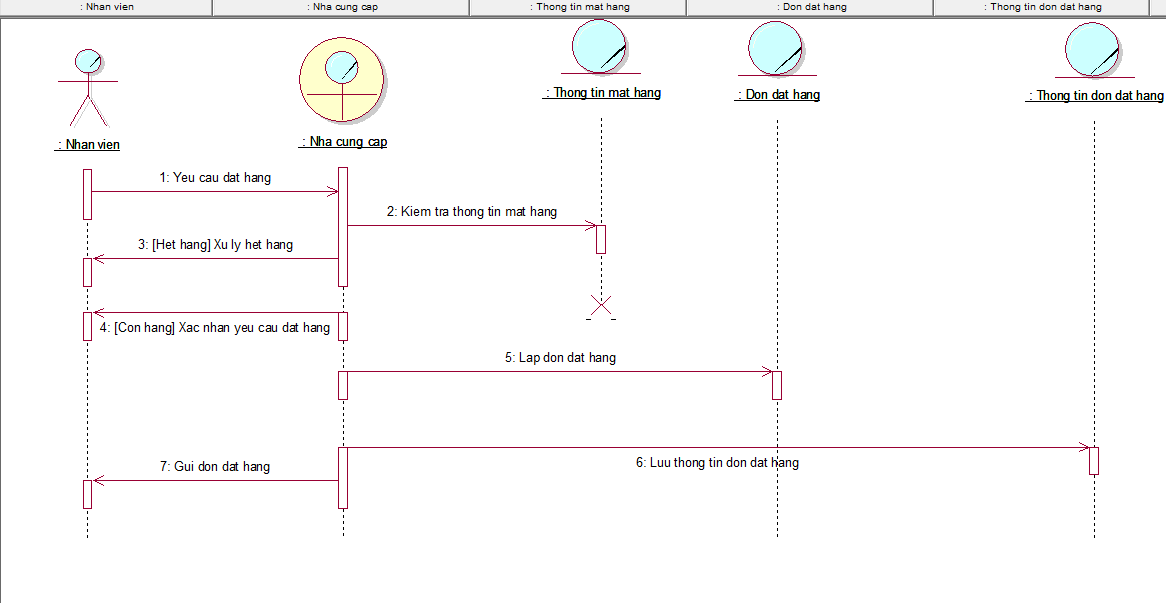 : Nhan vien
: Nha cung cap
: Thong tin mat hang
: Don dat hang
: Thong tin don dat hang
: Nhan vien
: Nha cung cap
: Thong tin mat hang
: Don dat hang
: Thong tin don dat hang
1: Yeu cau dat hang
2: Kiem tra thong tin mat hang
3: [Het hang] Xu ly het hang
4: [Con hang] Xac nhan yeu cau dat hang
5: Lap don dat hang
6: Luu thong tin don dat hang
7: Gui don dat hang